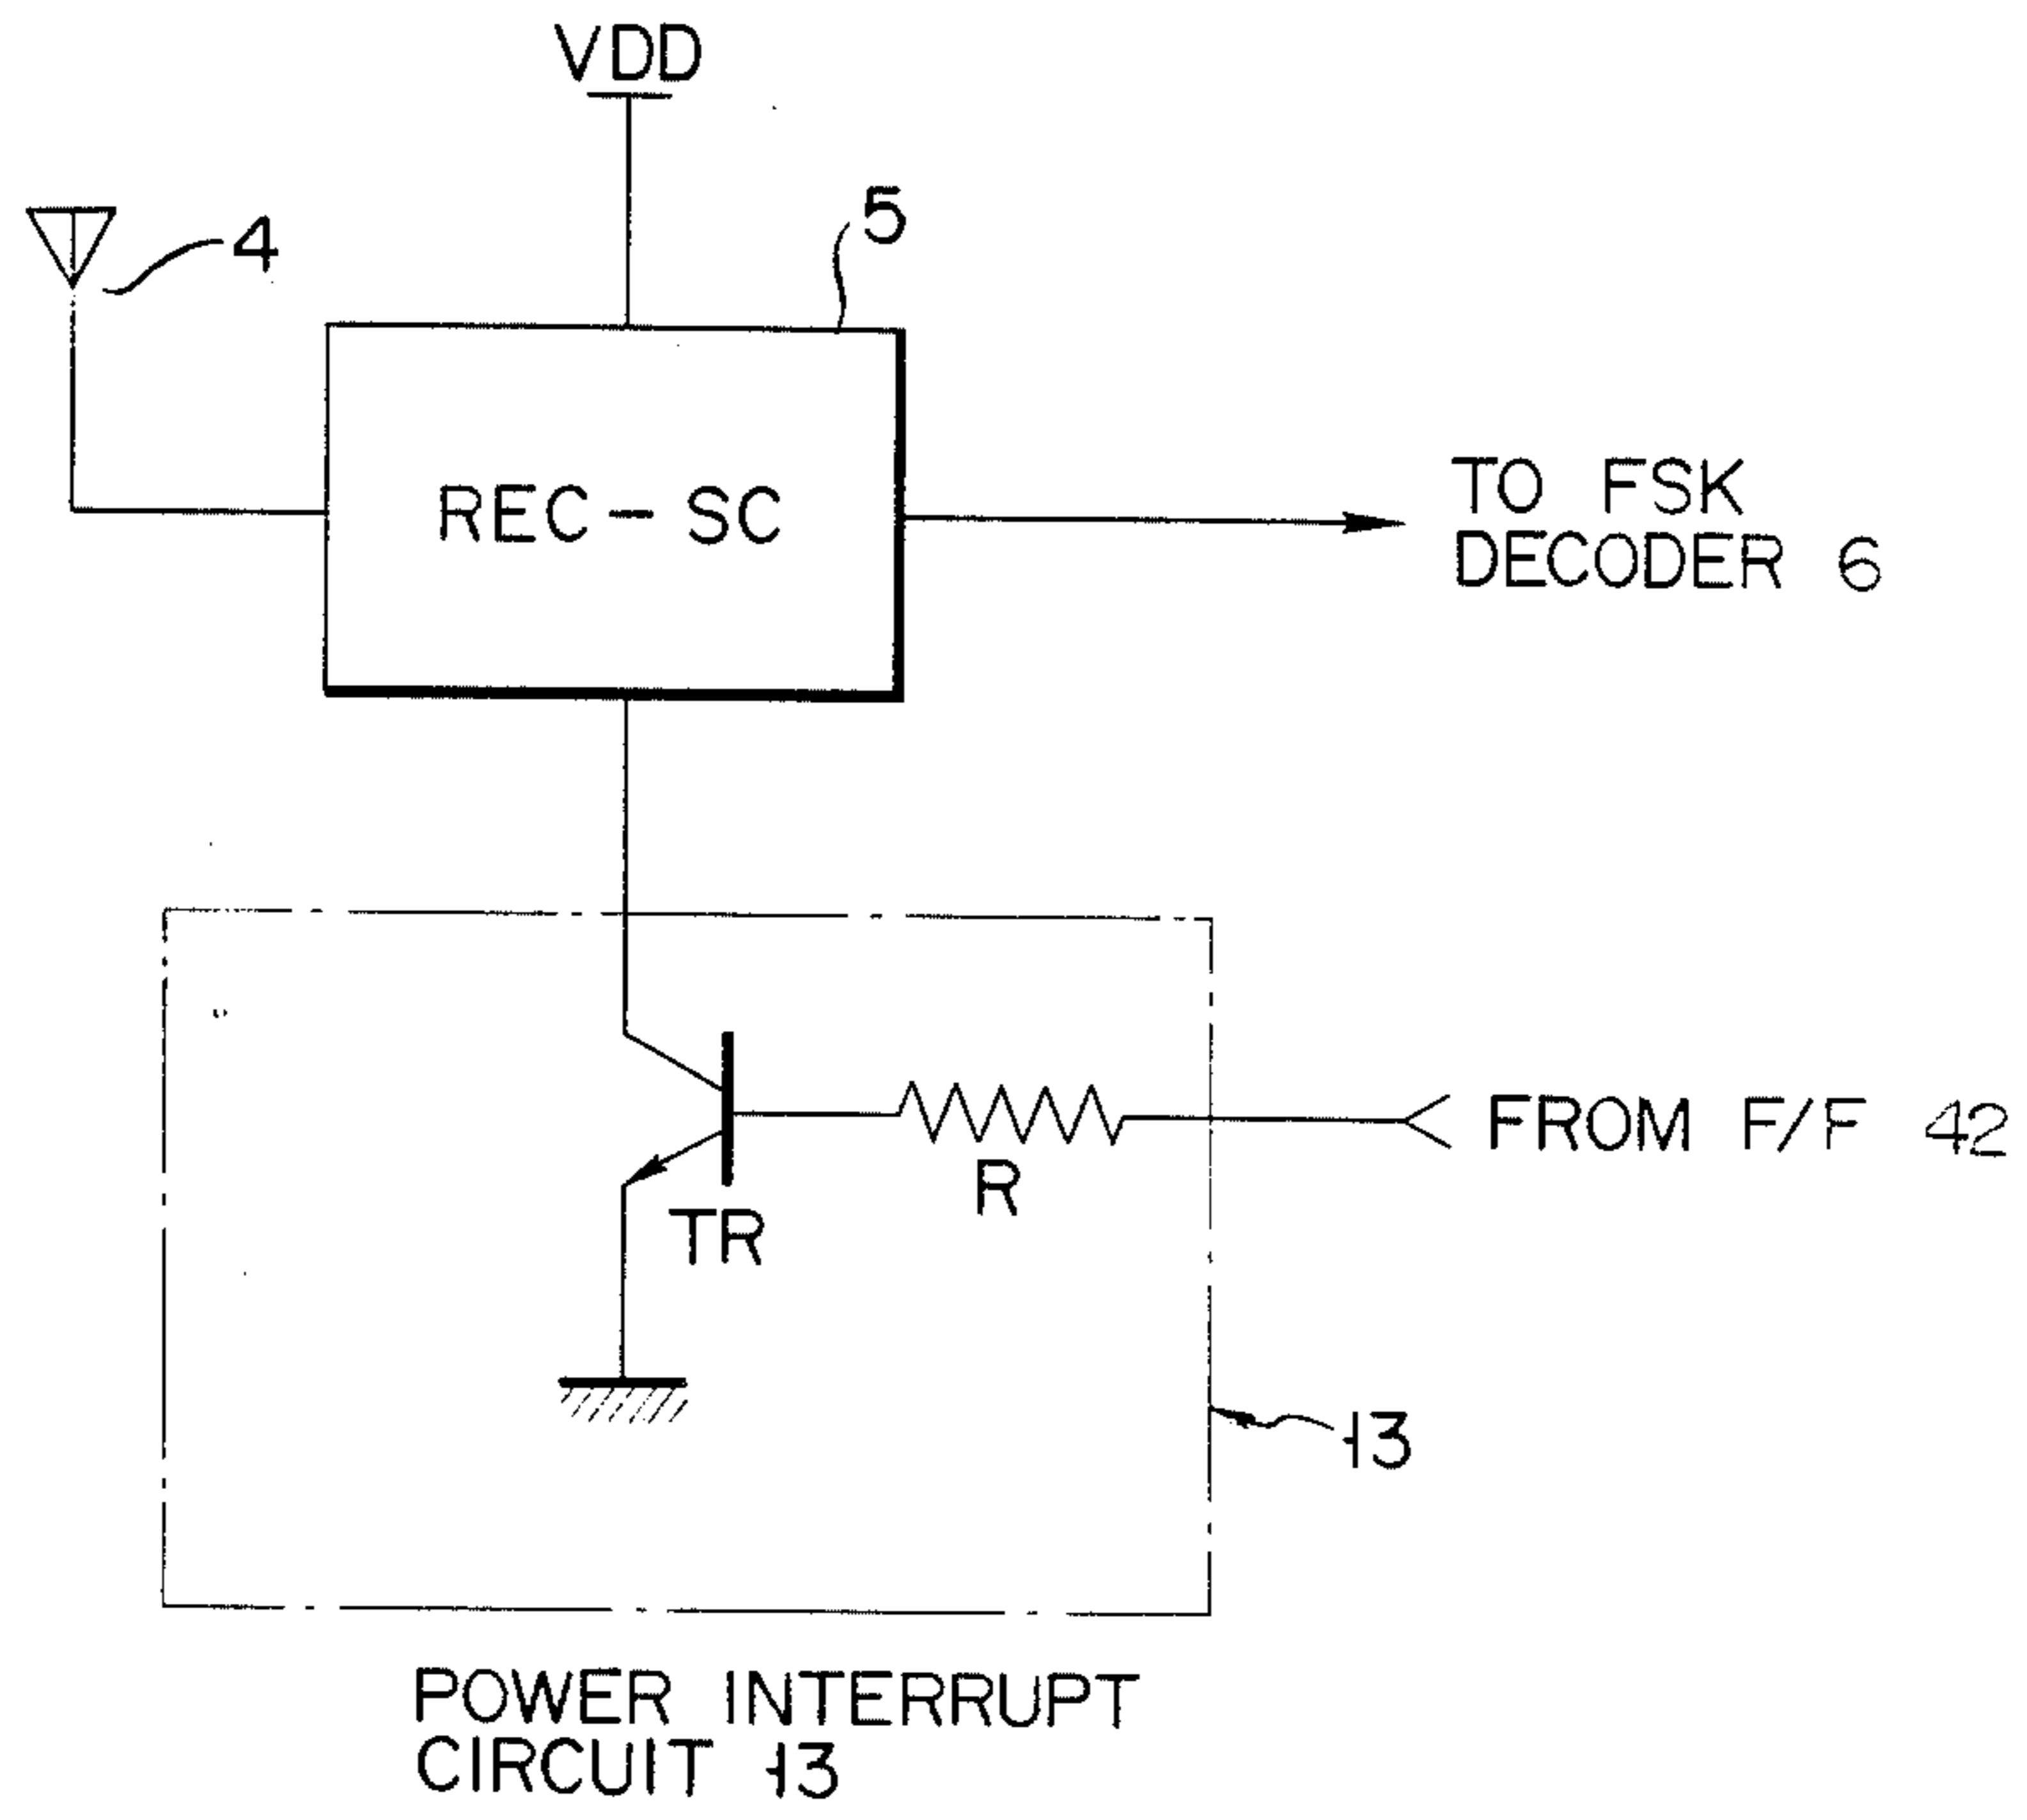 VDD
4
5
REC-SC
TO FSK
DECODER 6
FROM F/F 42
R
TR
13
POWER INTERRUPT
CIRCUIT 13